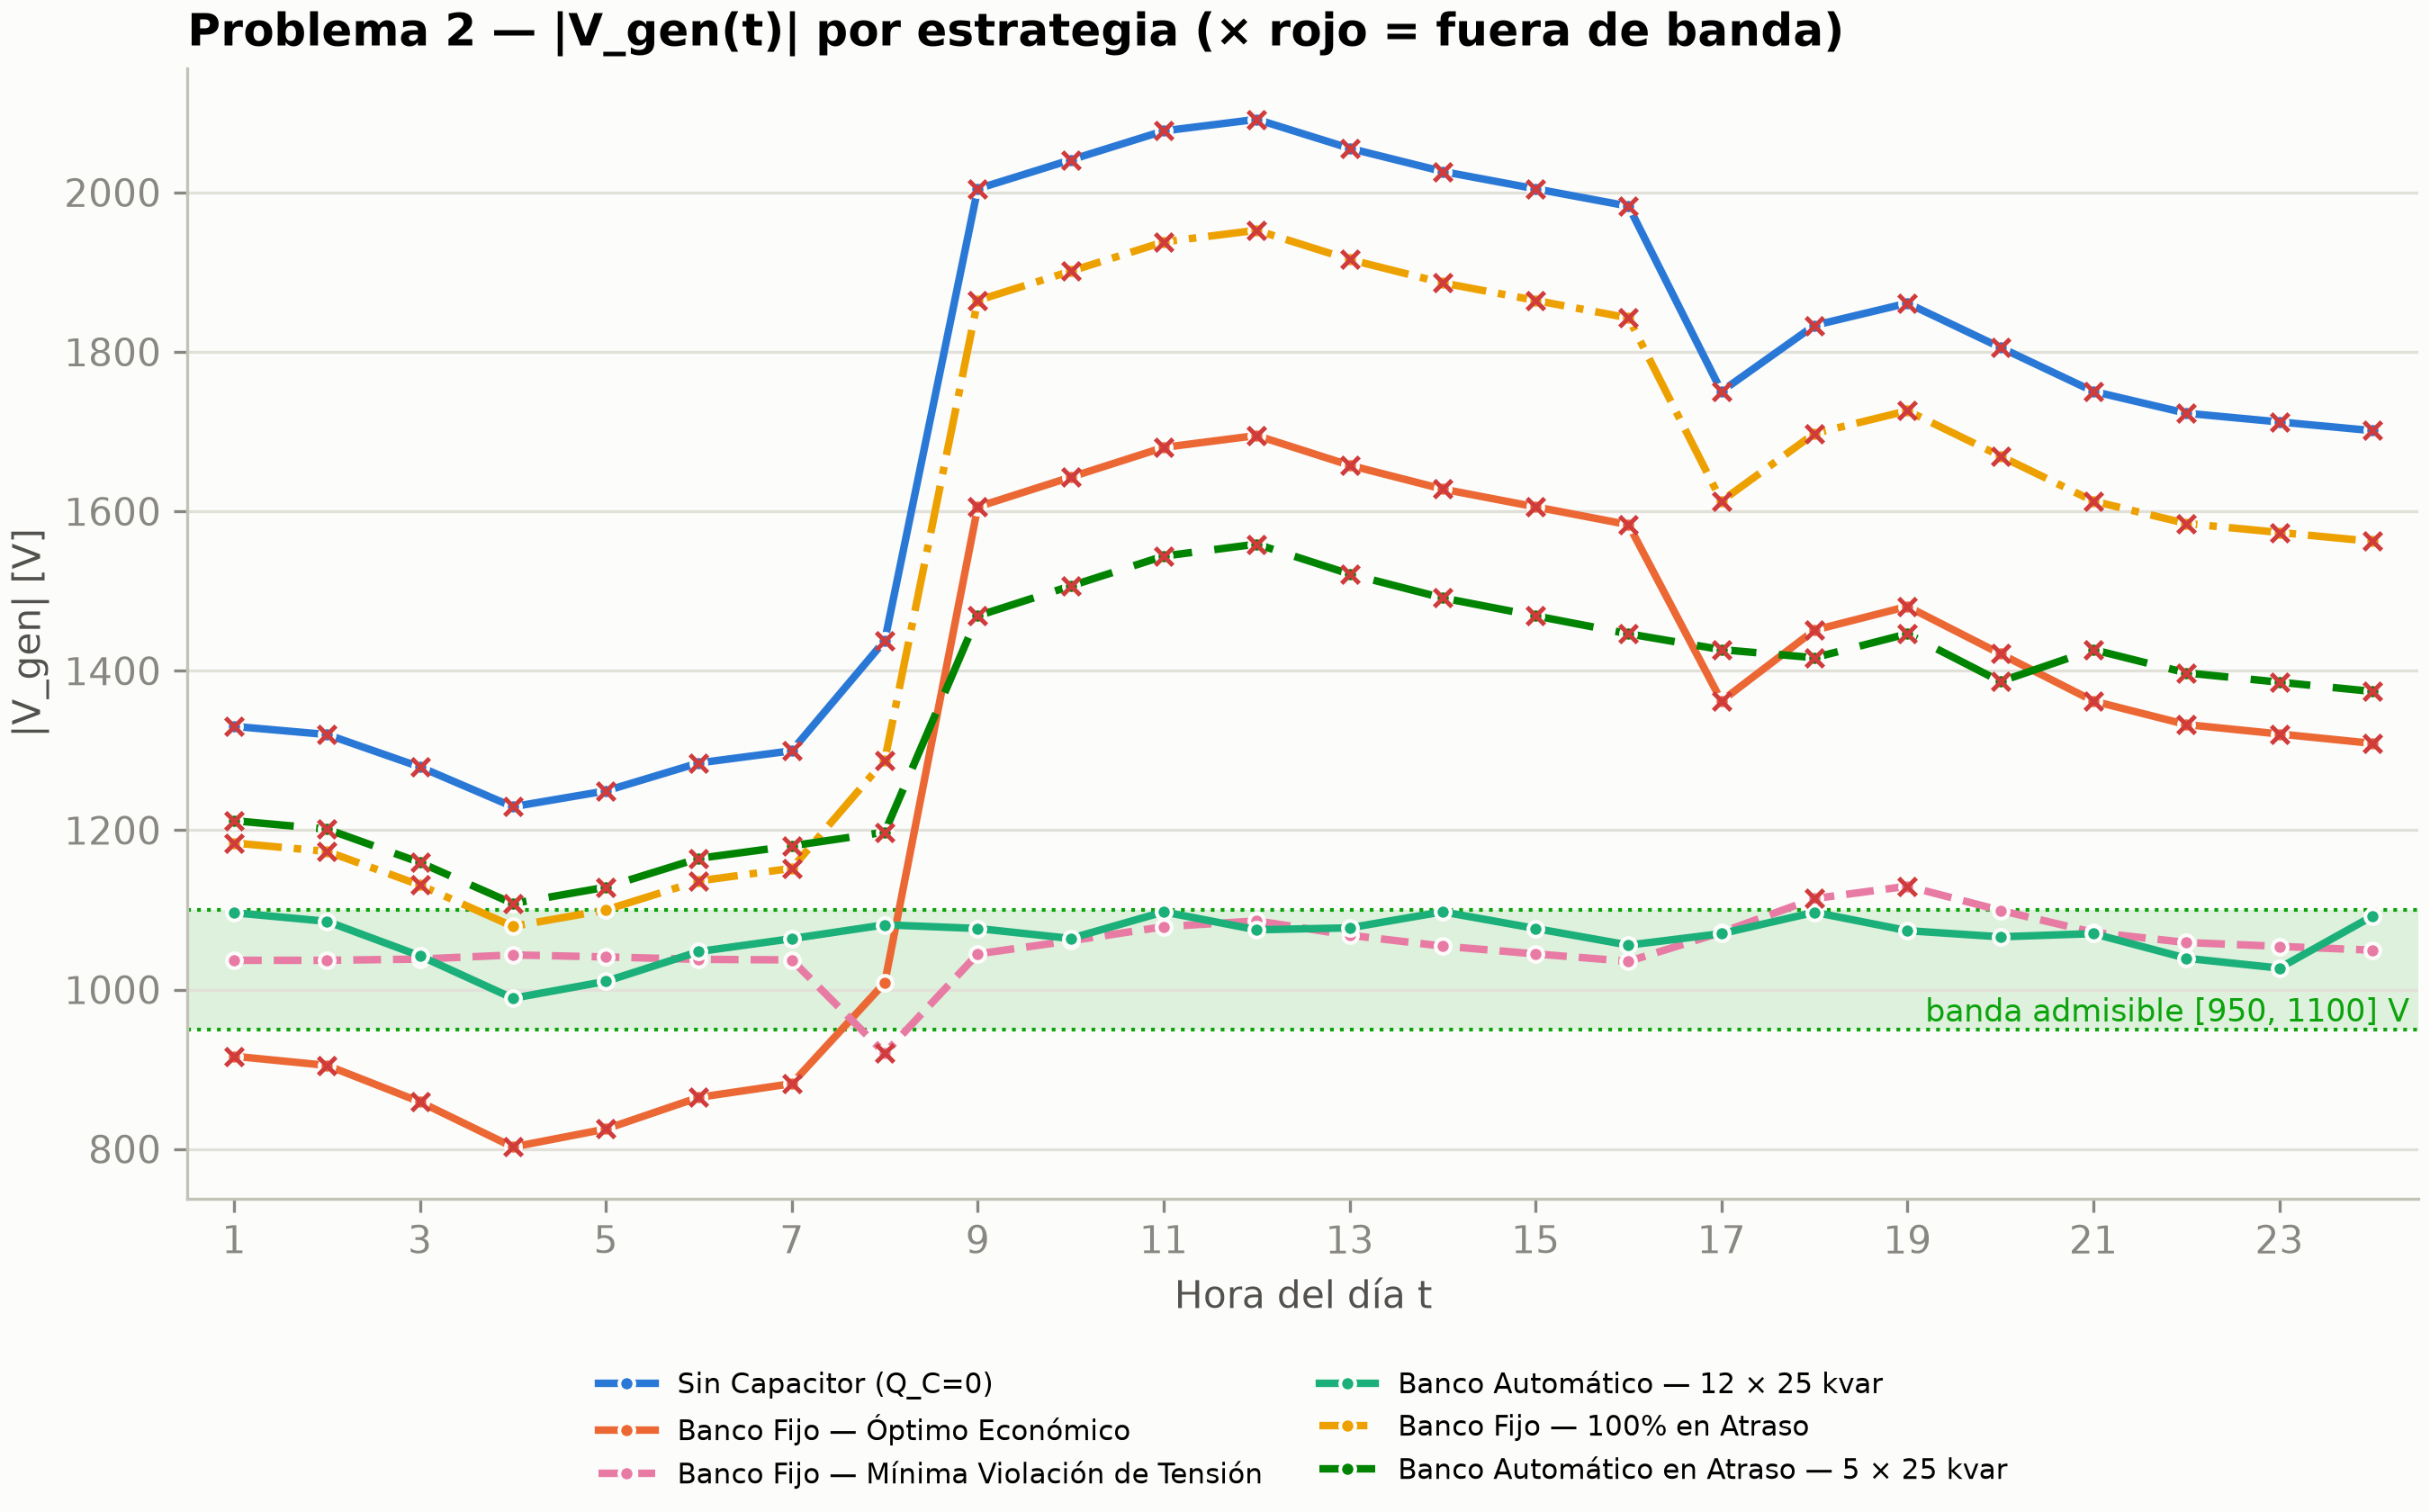 Problema 2 — |V_gen(t)| por estrategia (× rojo = fuera de banda)
|V_gen| [V]
2000
1800
1600
1400
1200
1000
800
banda admisible [950, 1100] V
1 3 5 7 9 11 13 15 17 19 21 23
Hora del día t
Sin Capacitor (Q_C=0)
Banco Fijo — Óptimo Económico
Banco Fijo — Mínima Violación de Tensión
Banco Automático — 12 × 25 kvar
Banco Fijo — 100% en Atraso
Banco Automático en Atraso — 5 × 25 kvar